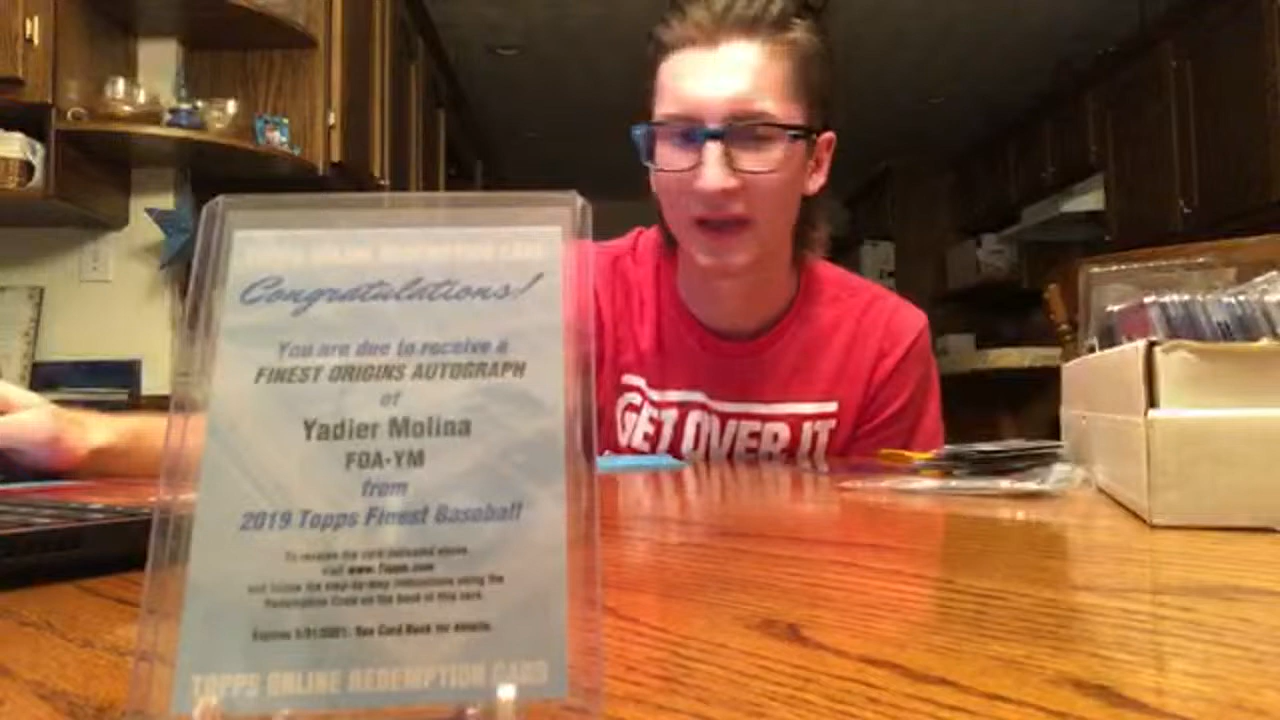 TOPPS ONLINE REDEMPTION CARD
Congratulations!
You are due to receive a
FINEST ORIGINS AUTOGRAPH
of
Yadier Molina
FOA-YM
from
2019 Topps Finest Baseball
To receive the card indicated above
visit www.Topps.com
and follow the step-by-step instructions using the
Redemption Code on the back of this card.
Expires 5/31/2021. See Card Back for details.
TOPPS ONLINE REDEMPTION CARD
GET OVER IT